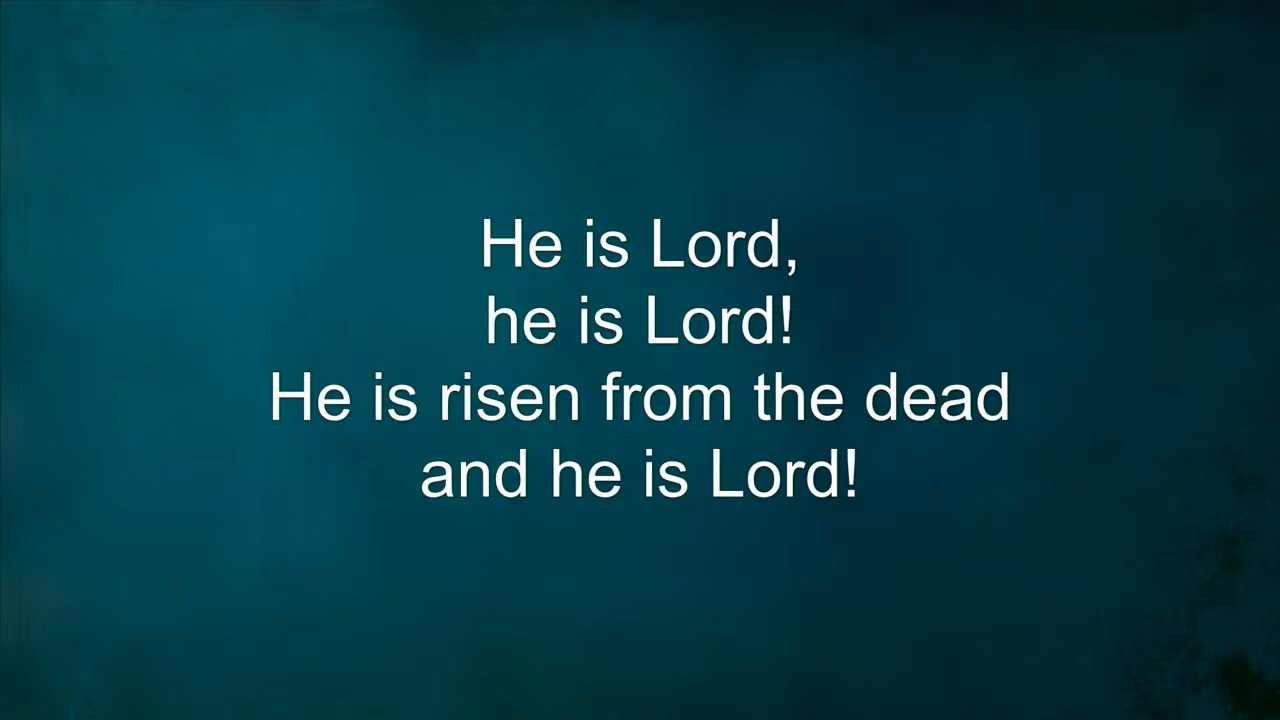 He is Lord,
he is Lord!
He is risen from the dead
and he is Lord!